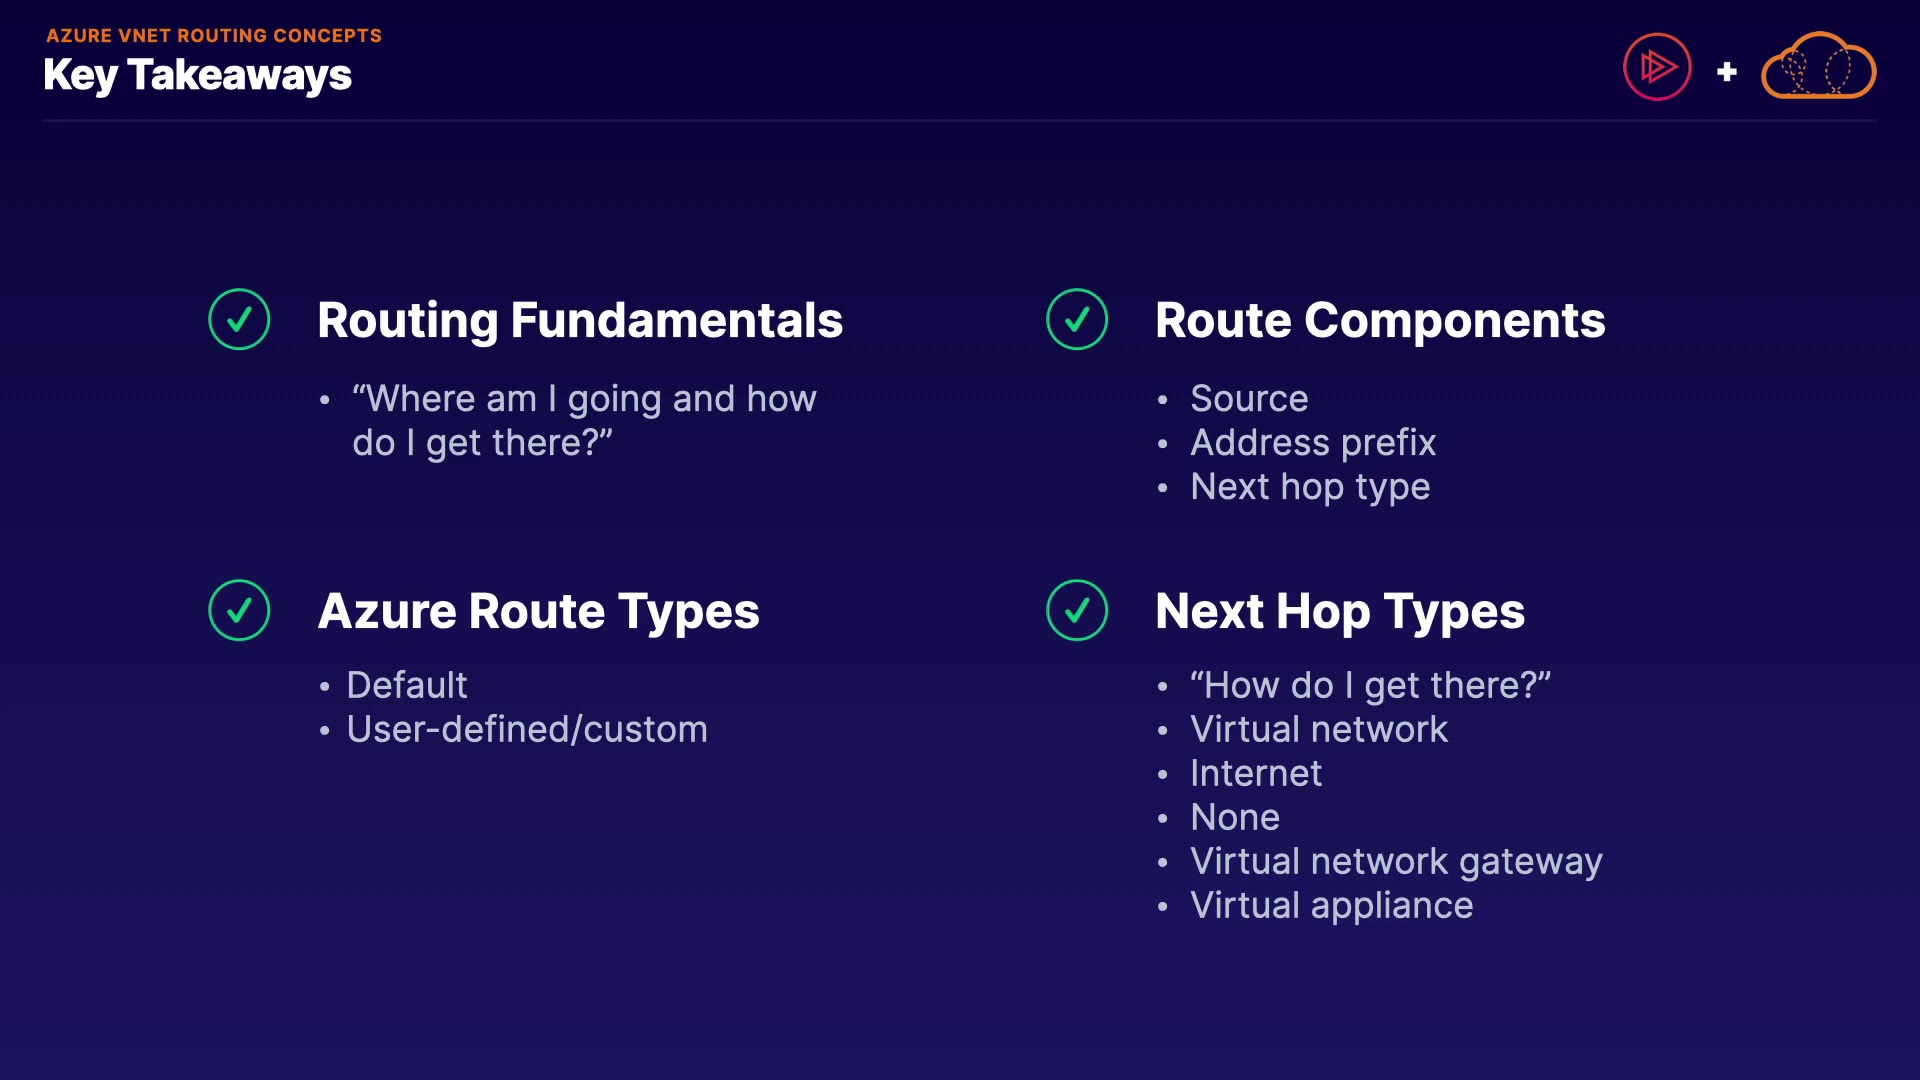 AZURE VNET ROUTING CONCEPTS
Key Takeaways
Routing Fundamentals
• “Where am I going and how
do I get there?”
Route Components
• Source
• Address prefix
• Next hop type
Azure Route Types
• Default
• User-defined/custom
Next Hop Types
• “How do I get there?”
• Virtual network
• Internet
• None
• Virtual network gateway
• Virtual appliance